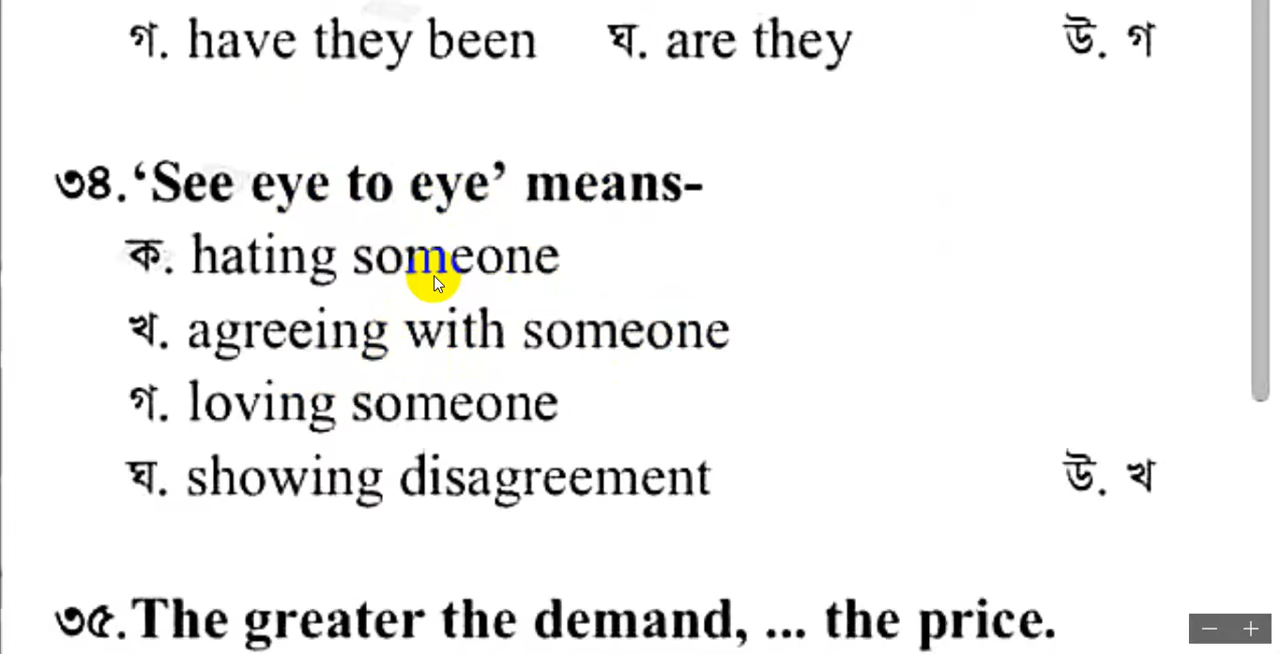 গ. have they been ঘ. are they উ. গ
৩৪. ‘See eye to eye’ means-
ক. hating someone
খ. agreeing with someone
গ. loving someone
ঘ. showing disagreement উ. খ
৩৫. The greater the demand, ... the price.